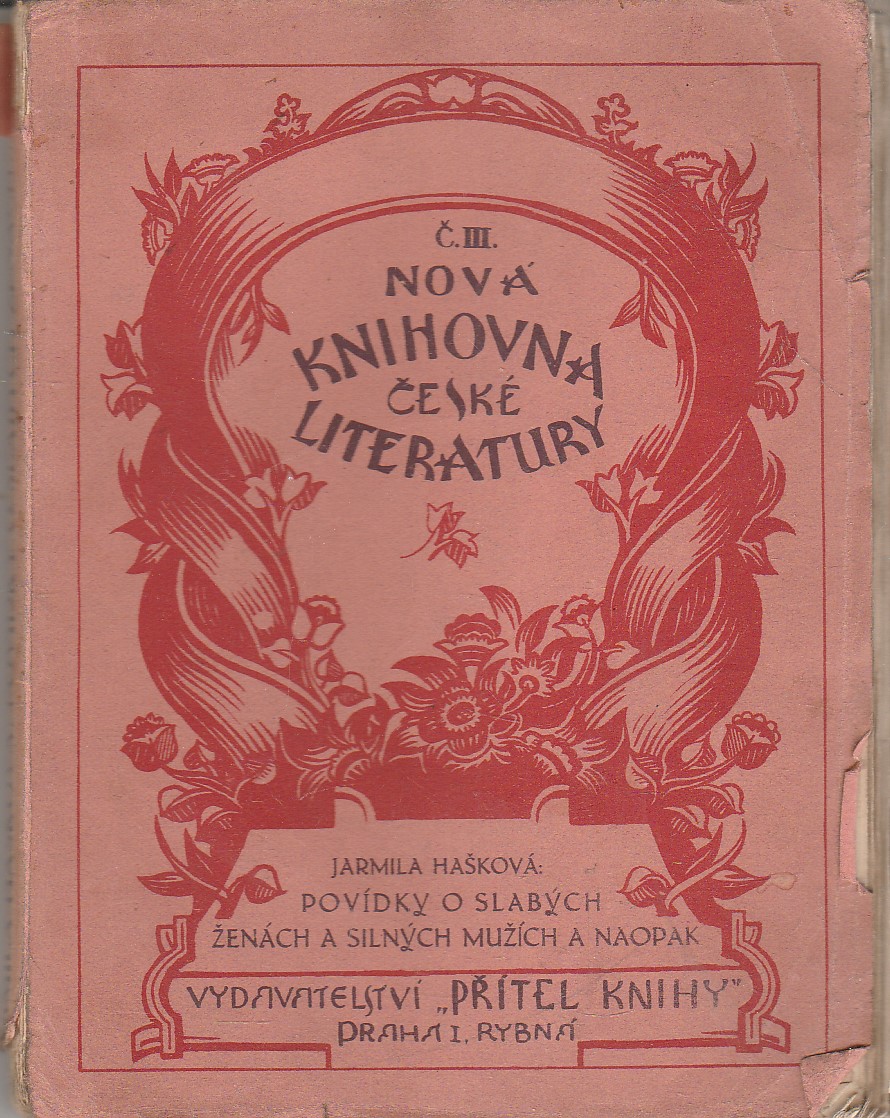 Č.III.
NOVÁ
KNIHOVNA
ČESKÉ
LITERATURY
JARMILA HAŠKOVÁ:
POVÍDKY O SLABÝCH
ŽENÁCH A SILNÝCH MUŽÍCH A NAOPAK
VYDAVATELSTVÍ „PŘÍTEL KNIHY"
PRAHA I, RYBNÁ